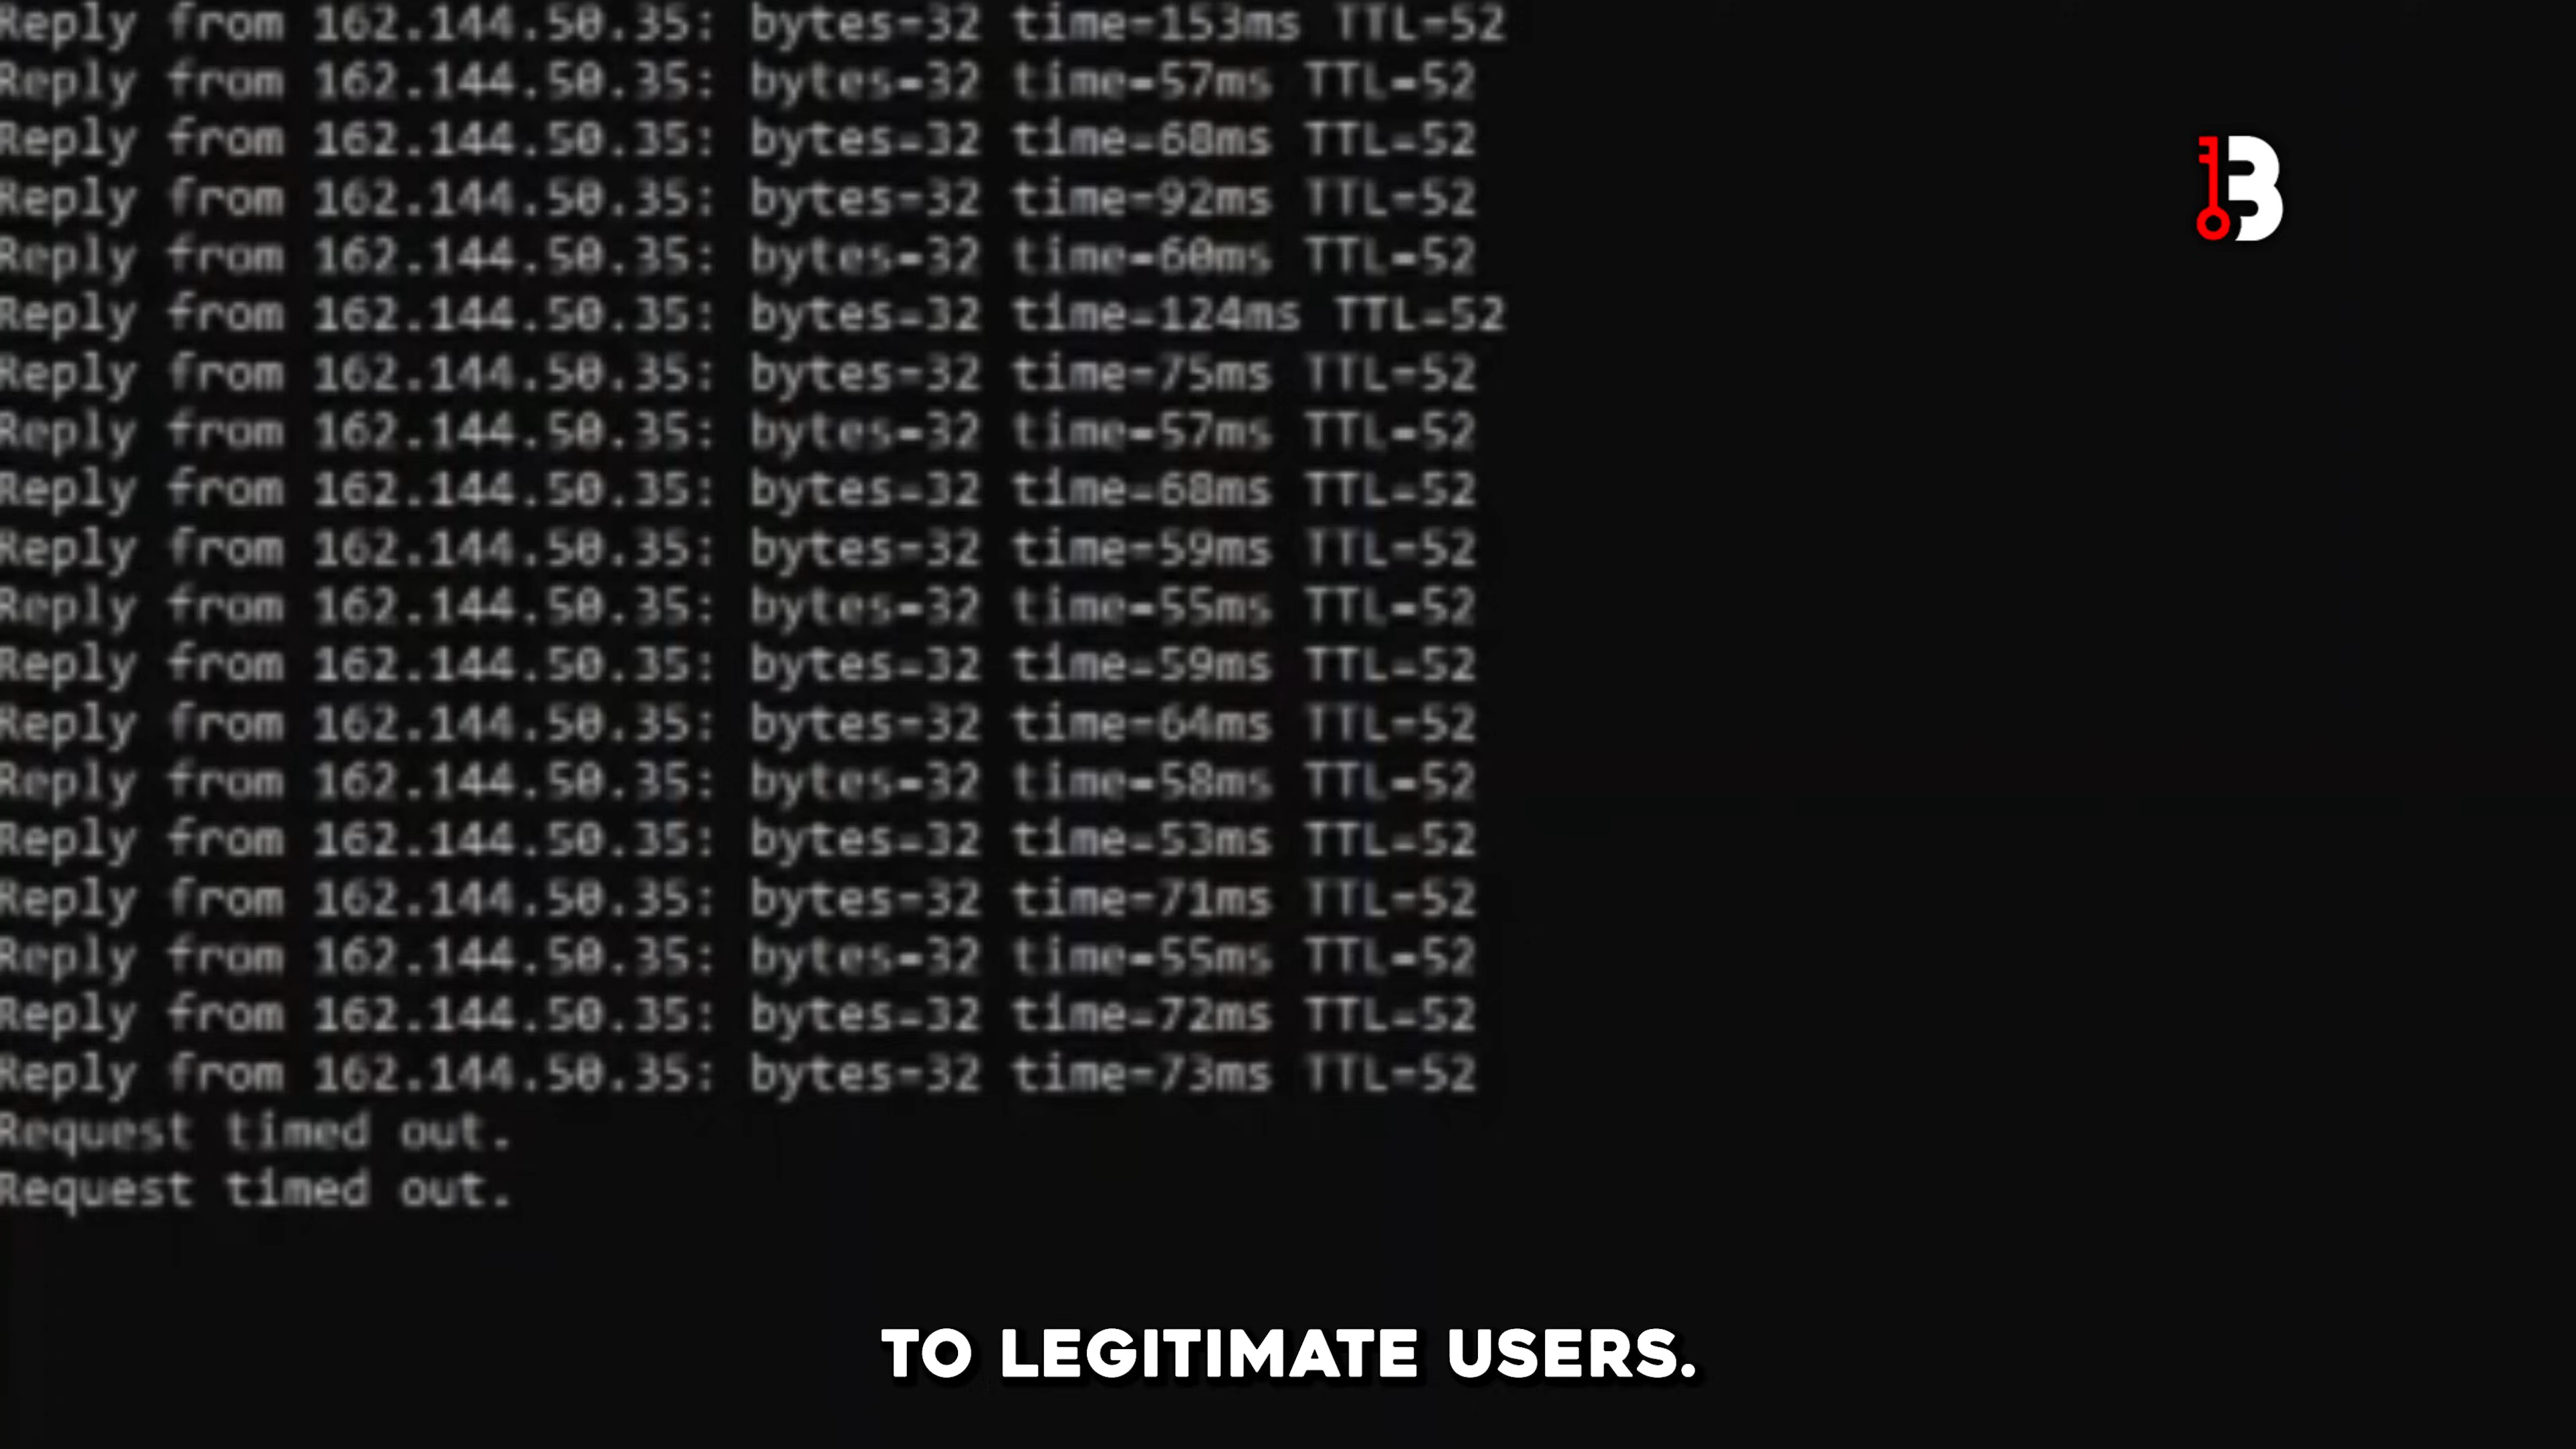 Reply from 162.144.50.35: bytes=32 time=153ms TTL=52
Reply from 162.144.50.35: bytes=32 time=57ms TTL=52
Reply from 162.144.50.35: bytes=32 time=68ms TTL=52
Reply from 162.144.50.35: bytes=32 time=92ms TTL=52
Reply from 162.144.50.35: bytes=32 time=60ms TTL=52
Reply from 162.144.50.35: bytes=32 time=124ms TTL=52
Reply from 162.144.50.35: bytes=32 time=75ms TTL=52
Reply from 162.144.50.35: bytes=32 time=57ms TTL=52
Reply from 162.144.50.35: bytes=32 time=68ms TTL=52
Reply from 162.144.50.35: bytes=32 time=59ms TTL=52
Reply from 162.144.50.35: bytes=32 time=55ms TTL=52
Reply from 162.144.50.35: bytes=32 time=59ms TTL=52
Reply from 162.144.50.35: bytes=32 time=64ms TTL=52
Reply from 162.144.50.35: bytes=32 time=58ms TTL=52
Reply from 162.144.50.35: bytes=32 time=53ms TTL=52
Reply from 162.144.50.35: bytes=32 time=71ms TTL=52
Reply from 162.144.50.35: bytes=32 time=55ms TTL=52
Reply from 162.144.50.35: bytes=32 time=72ms TTL=52
Reply from 162.144.50.35: bytes=32 time=73ms TTL=52
Request timed out.
Request timed out.
B
TO LEGITIMATE USERS.